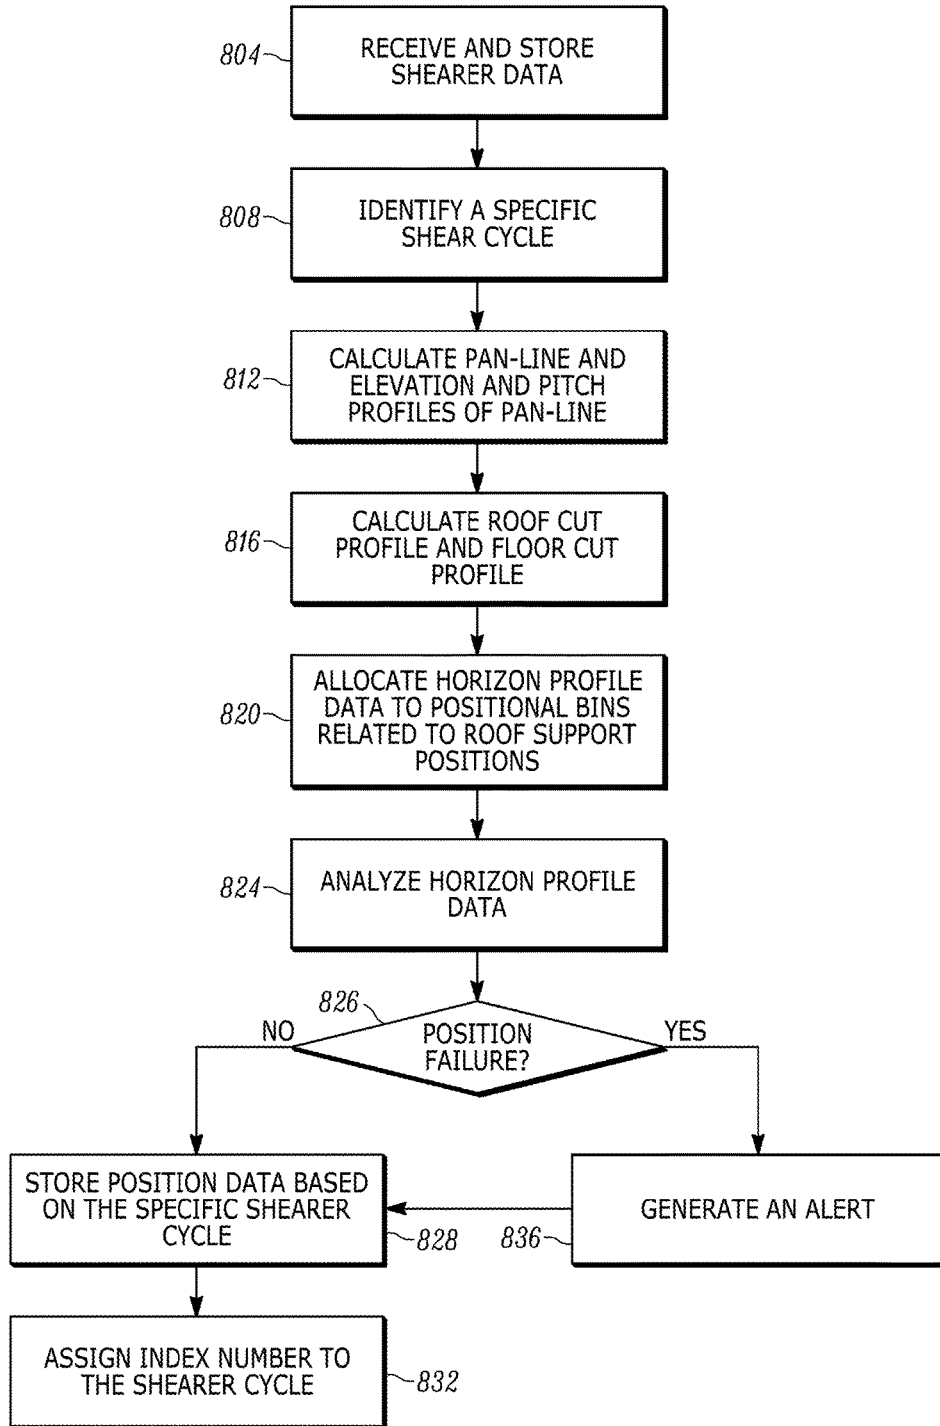 804
RECEIVE AND STORE
SHEARER DATA
808
IDENTIFY A SPECIFIC
SHEAR CYCLE
812
CALCULATE PAN-LINE AND
ELEVATION AND PITCH
PROFILES OF PAN-LINE
816
CALCULATE ROOF CUT
PROFILE AND FLOOR CUT
PROFILE
820
ALLOCATE HORIZON PROFILE
DATA TO POSITIONAL BINS
RELATED TO ROOF SUPPORT
POSITIONS
824
ANALYZE HORIZON PROFILE
DATA
826
NO
POSITION
FAILURE?
YES
STORE POSITION DATA BASED
ON THE SPECIFIC SHEARER
CYCLE
828
836
GENERATE AN ALERT
ASSIGN INDEX NUMBER TO
THE SHEARER CYCLE
832